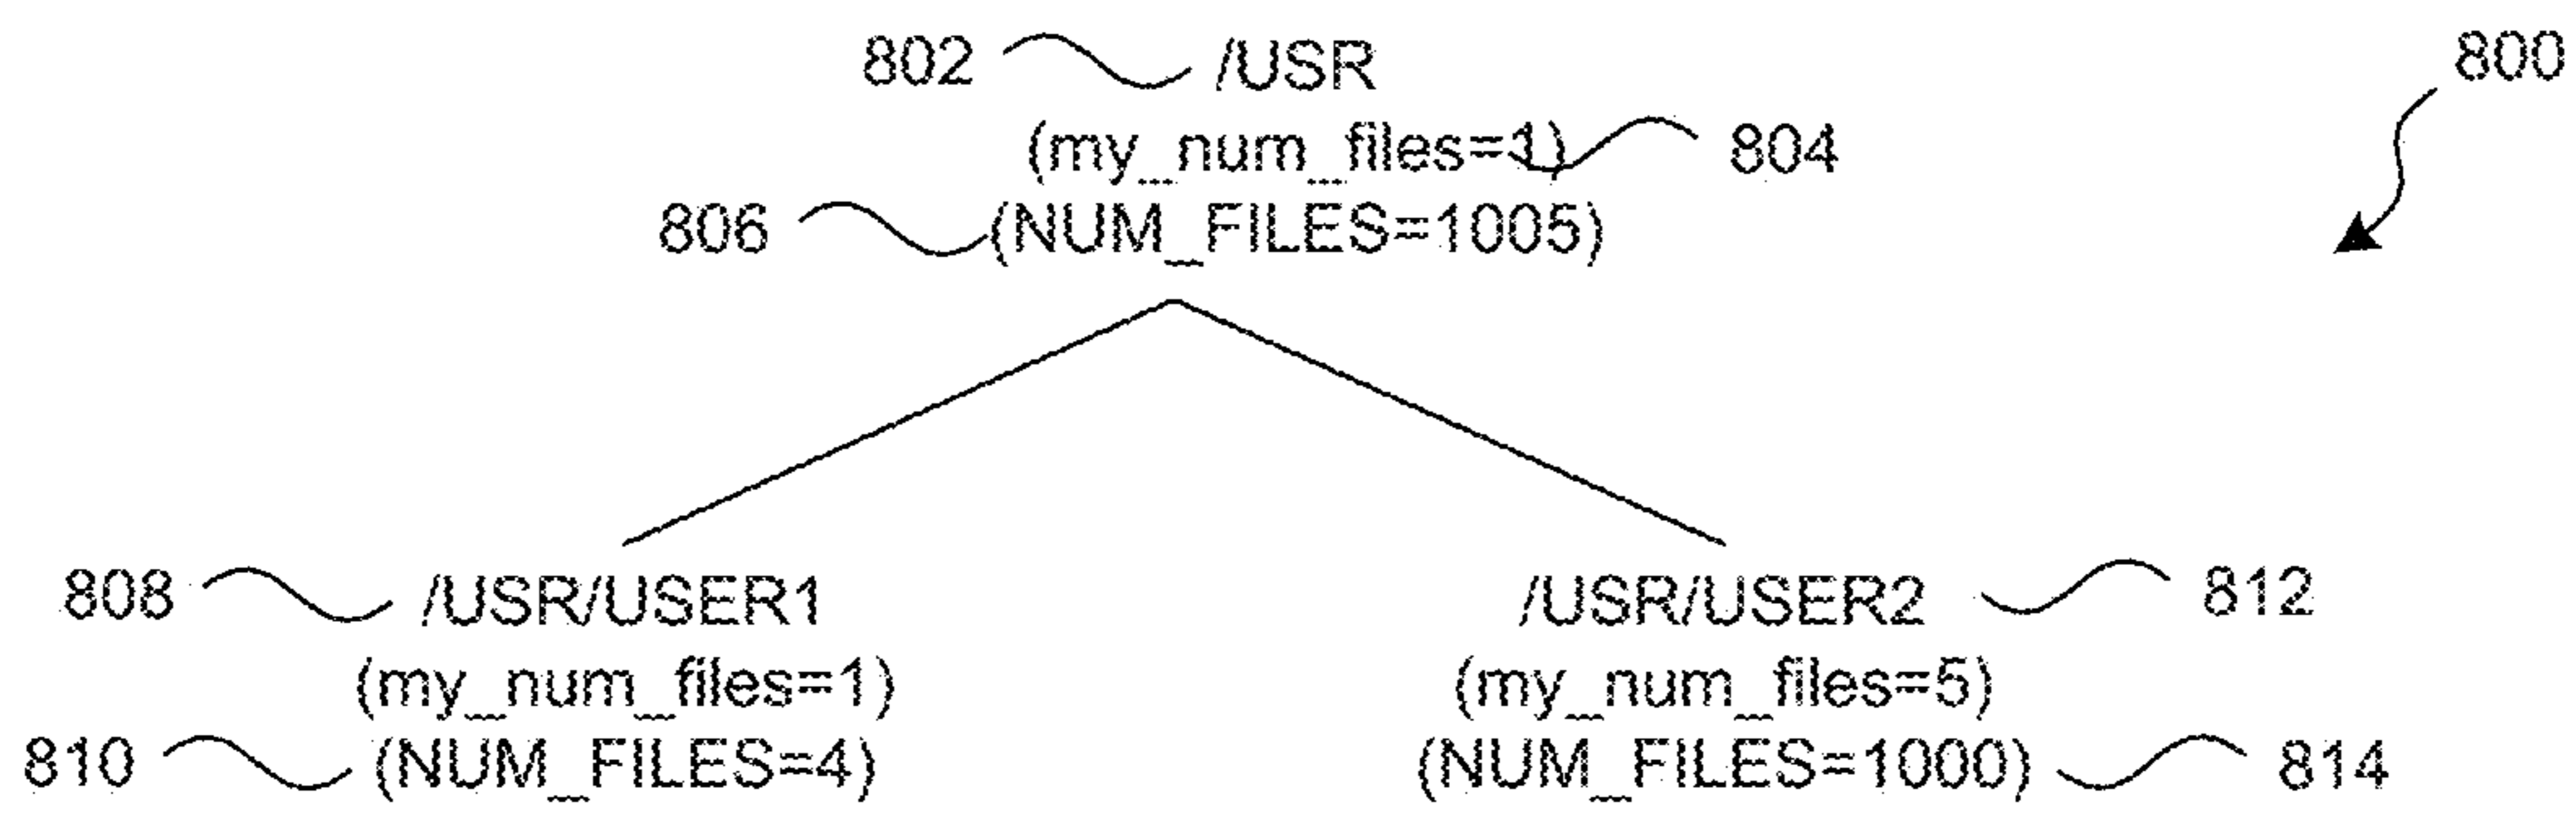 802 /USR 800
(my_num_files=1) 804
806 (NUM_FILES=1005)
808 /USR/USER1 /USR/USER2 812
(my_num_files=1) (my_num_files=5)
810 (NUM_FILES=4) (NUM_FILES=1000) 814